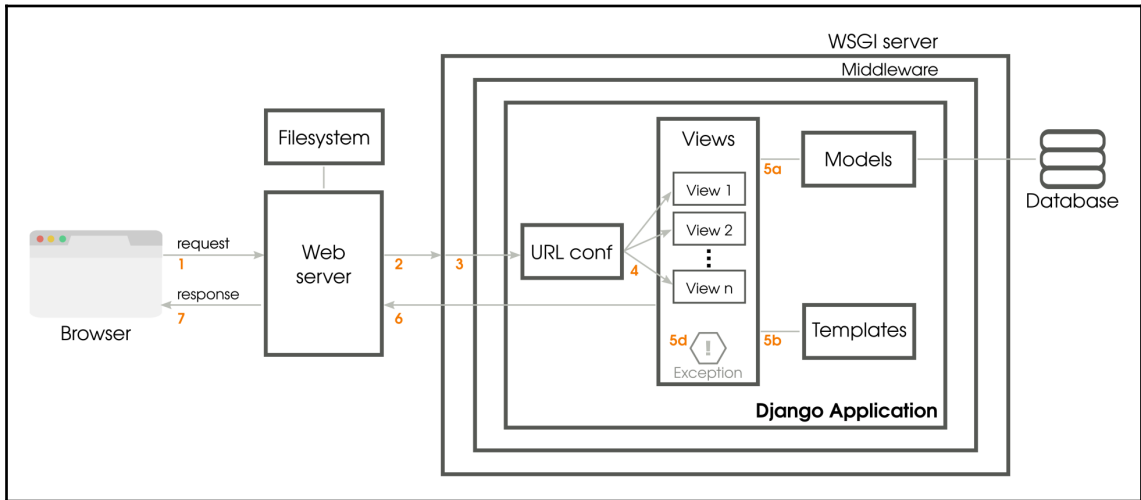 WSGI server
Middleware
Filesystem
Views
Models
5a
View 1
Database
request
1
Web
server
2
3
URL conf
4
View 2
View n
response
7
6
Browser
5d
!
Exception
5b
Templates
Django Application